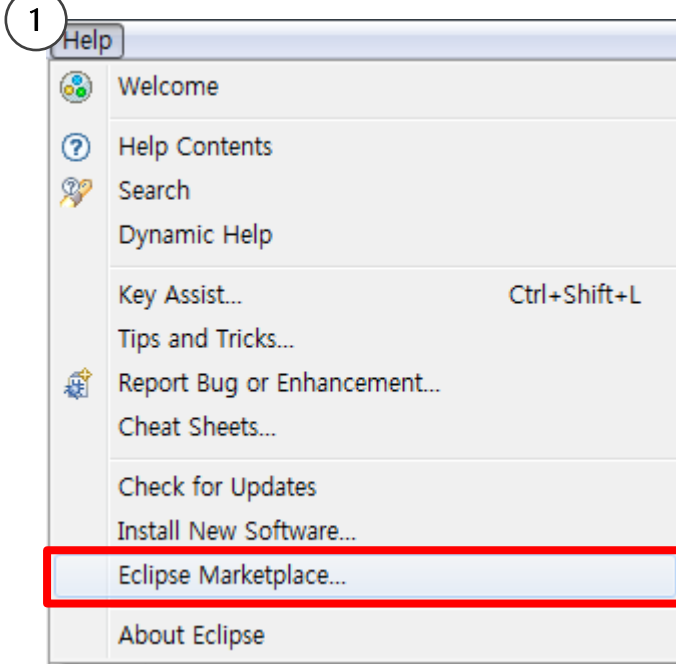 1
Help
Welcome
Help Contents
Search
Dynamic Help
Key Assist... Ctrl+Shift+L
Tips and Tricks...
Report Bug or Enhancement...
Cheat Sheets...
Check for Updates
Install New Software...
Eclipse Marketplace...
About Eclipse